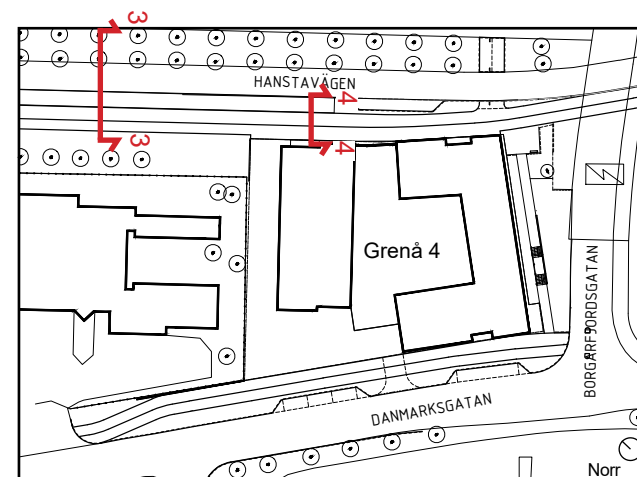 3
HANSTAVÄGEN
4
3
4
Grenå 4
BORGARFJORDSGATAN
DANMARKSGATAN
Norr